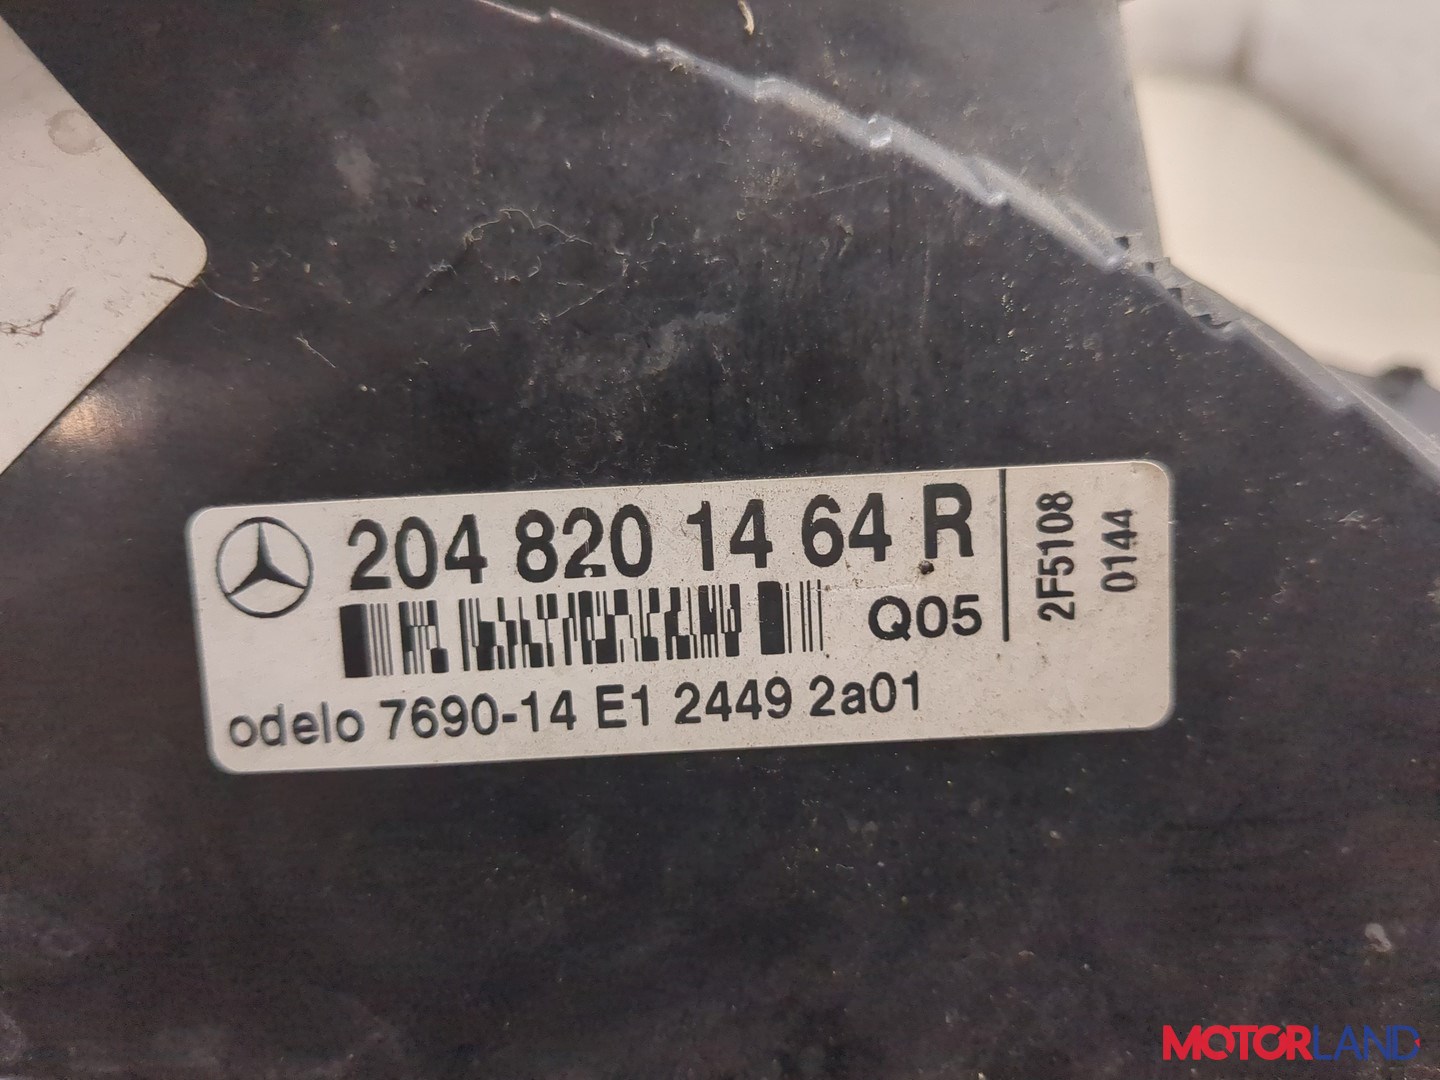 204 820 14 64 R
Q05
odelo 7690-14 E1 2449 2a01
2F5108
0144
MOTORLAND